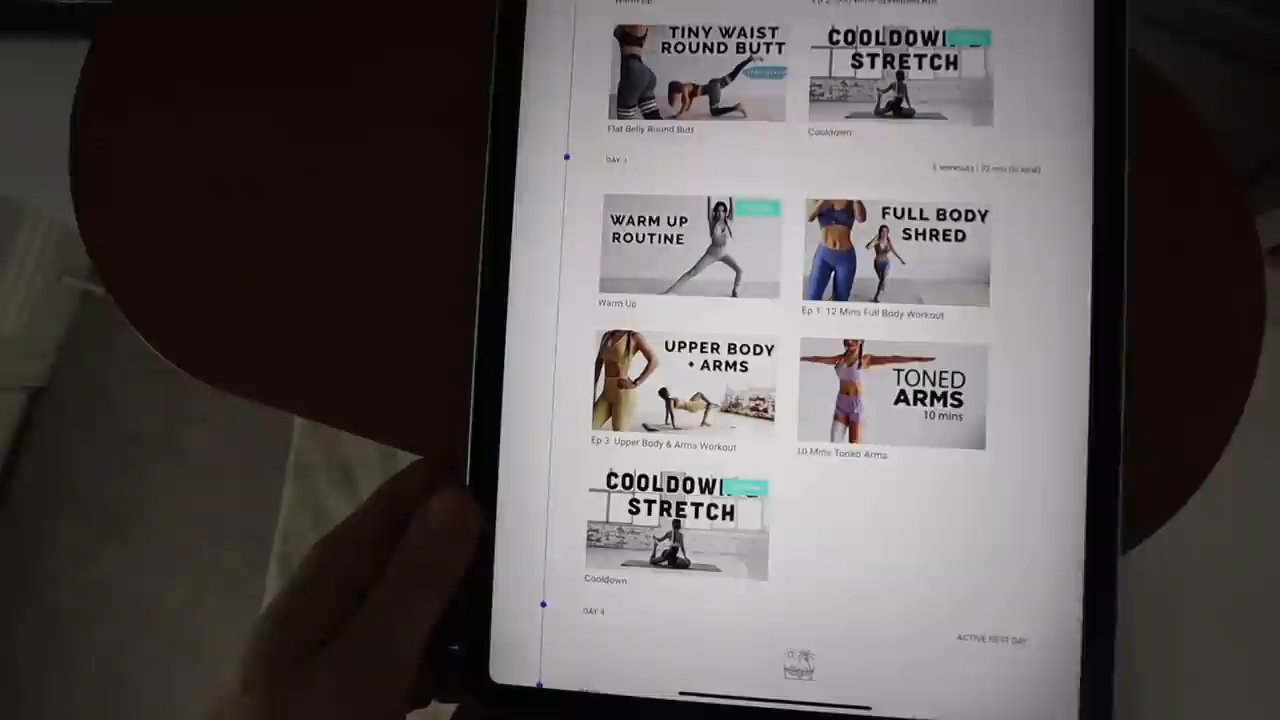 TINY WAIST
ROUND BUTT
Flat Belly Round Butt
STRETCH
Cooldown
DAY
WARM UP
ROUTINE
Warm Up
FULL BODY
SHRED
Ep 1: 12 Mins Full Body Workout
UPPER BODY
+ ARMS
Ep 3: Upper Body & Arms Workout
TONED
ARMS
10 mins
10 Mins Toned Arms
STRETCH
Cooldown
DAY 4
ACTIVE REST DAY